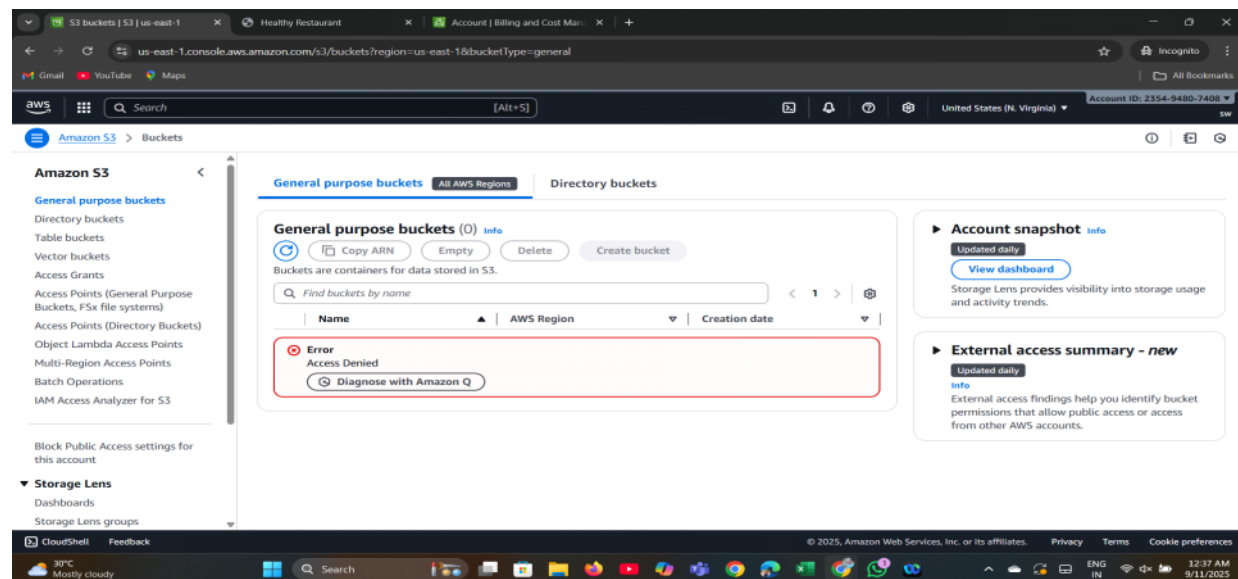 S3 buckets | S3 | us-east-1
Healthy Restaurant
Account | Billing and Cost Man
us-east-1.console.aws.amazon.com/s3/buckets?region=us-east-1&bucketType=general
Incognito
Gmail YouTube Maps
All Bookmarks
aws
Search [Alt+S]
United States (N. Virginia)
Account ID: 2354-9480-7408
sw
Amazon S3 > Buckets
Amazon S3
General purpose buckets
Directory buckets
Table buckets
Vector buckets
Access Grants
Access Points (General Purpose
Buckets, FSx file systems)
Access Points (Directory Buckets)
Object Lambda Access Points
Multi-Region Access Points
Batch Operations
IAM Access Analyzer for S3
Block Public Access settings for
this account
Storage Lens
Dashboards
Storage Lens groups
General purpose buckets All AWS Regions Directory buckets
General purpose buckets (0) Info
Copy ARN Empty Delete Create bucket
Buckets are containers for data stored in S3.
Find buckets by name
1
Name AWS Region Creation date
Error
Access Denied
Diagnose with Amazon Q
Account snapshot Info
Updated daily
View dashboard
Storage Lens provides visibility into storage usage
and activity trends.
External access summary - new
Updated daily
Info
External access findings help you identify bucket
permissions that allow public access or access
from other AWS accounts.
CloudShell Feedback © 2025, Amazon Web Services, Inc. or its affiliates. Privacy Terms Cookie preferences
30°C
Mostly cloudy
Search
ENG
IN
12:37 AM
9/11/2025